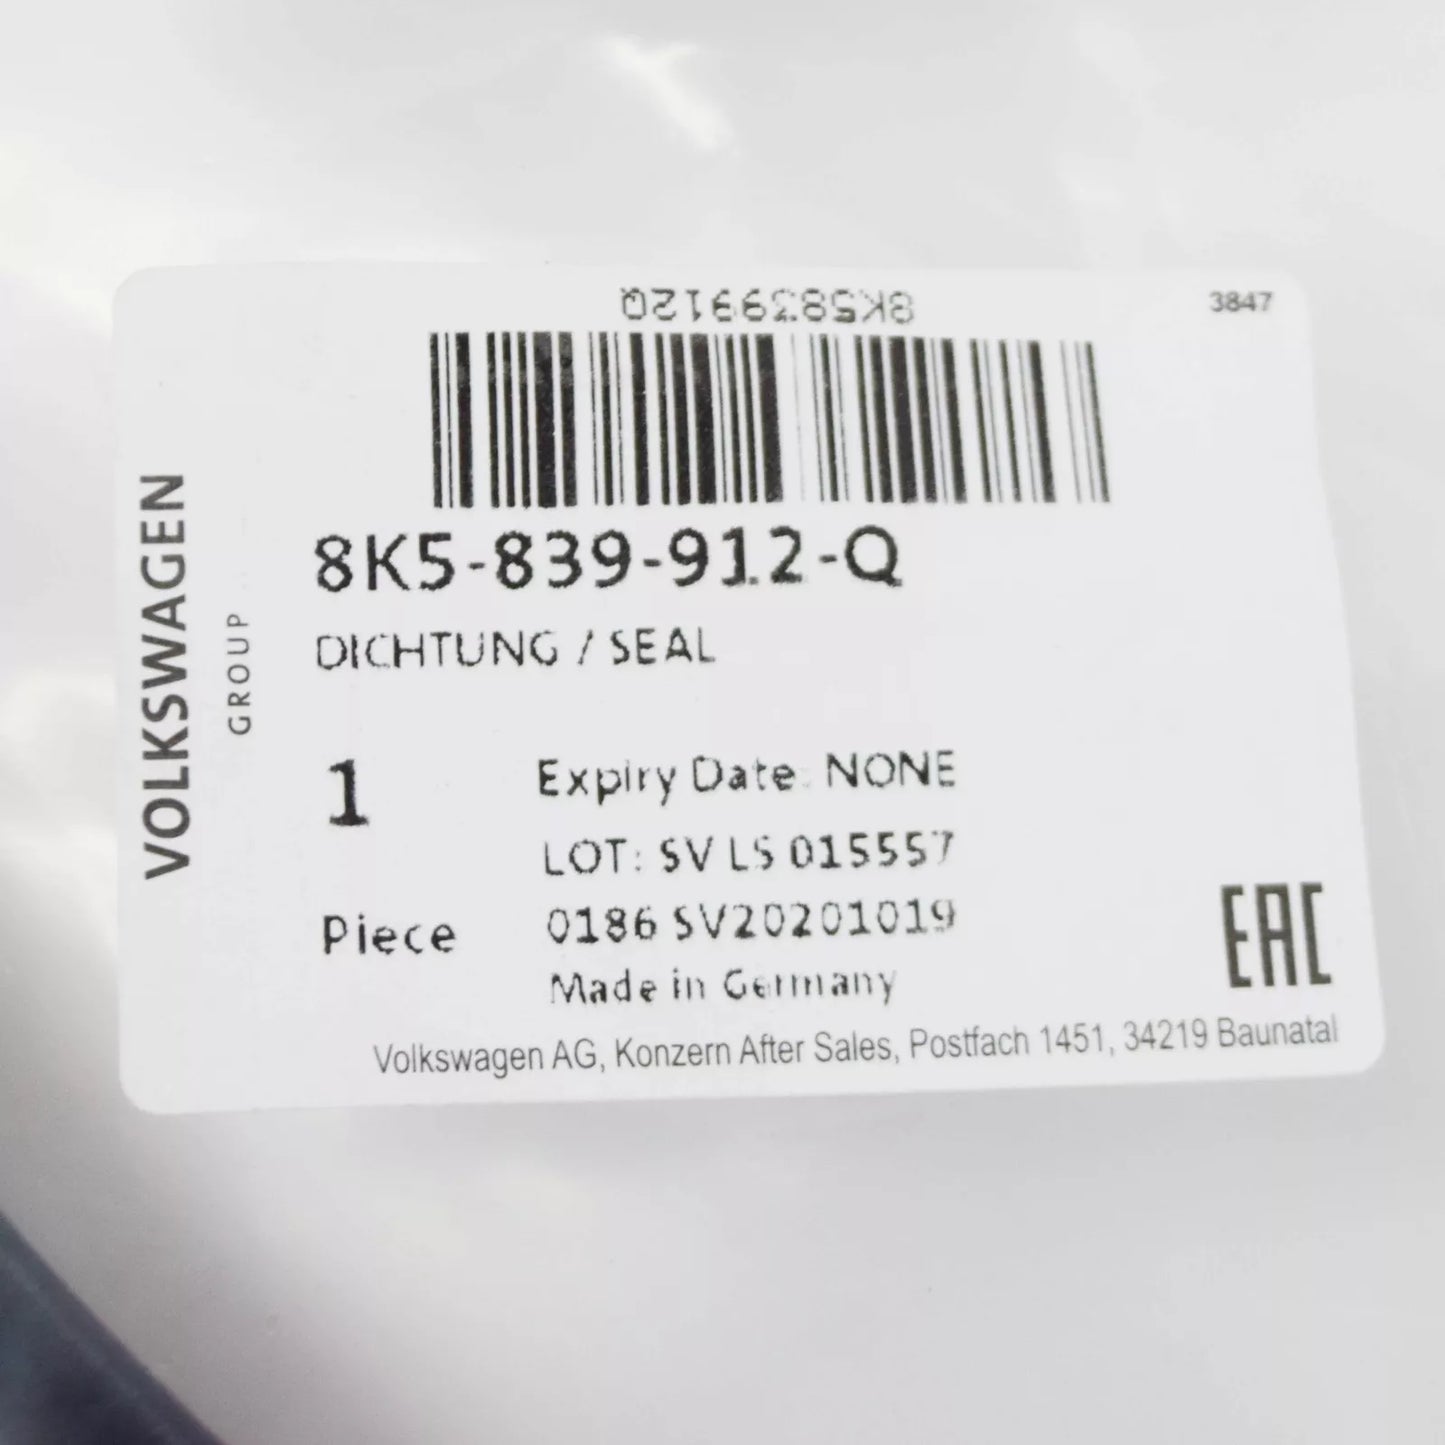 8K5839912Q
3847
VOLKSWAGEN
GROUP
8K5-839-912-Q
DICHTUNG / SEAL
1
Expiry Date: NONE
LOT: SV LS 015557
Piece
0186 SV20201019
Made in Germany
EAC
Volkswagen AG, Konzern After Sales, Postfach 1451, 34219 Baunatal